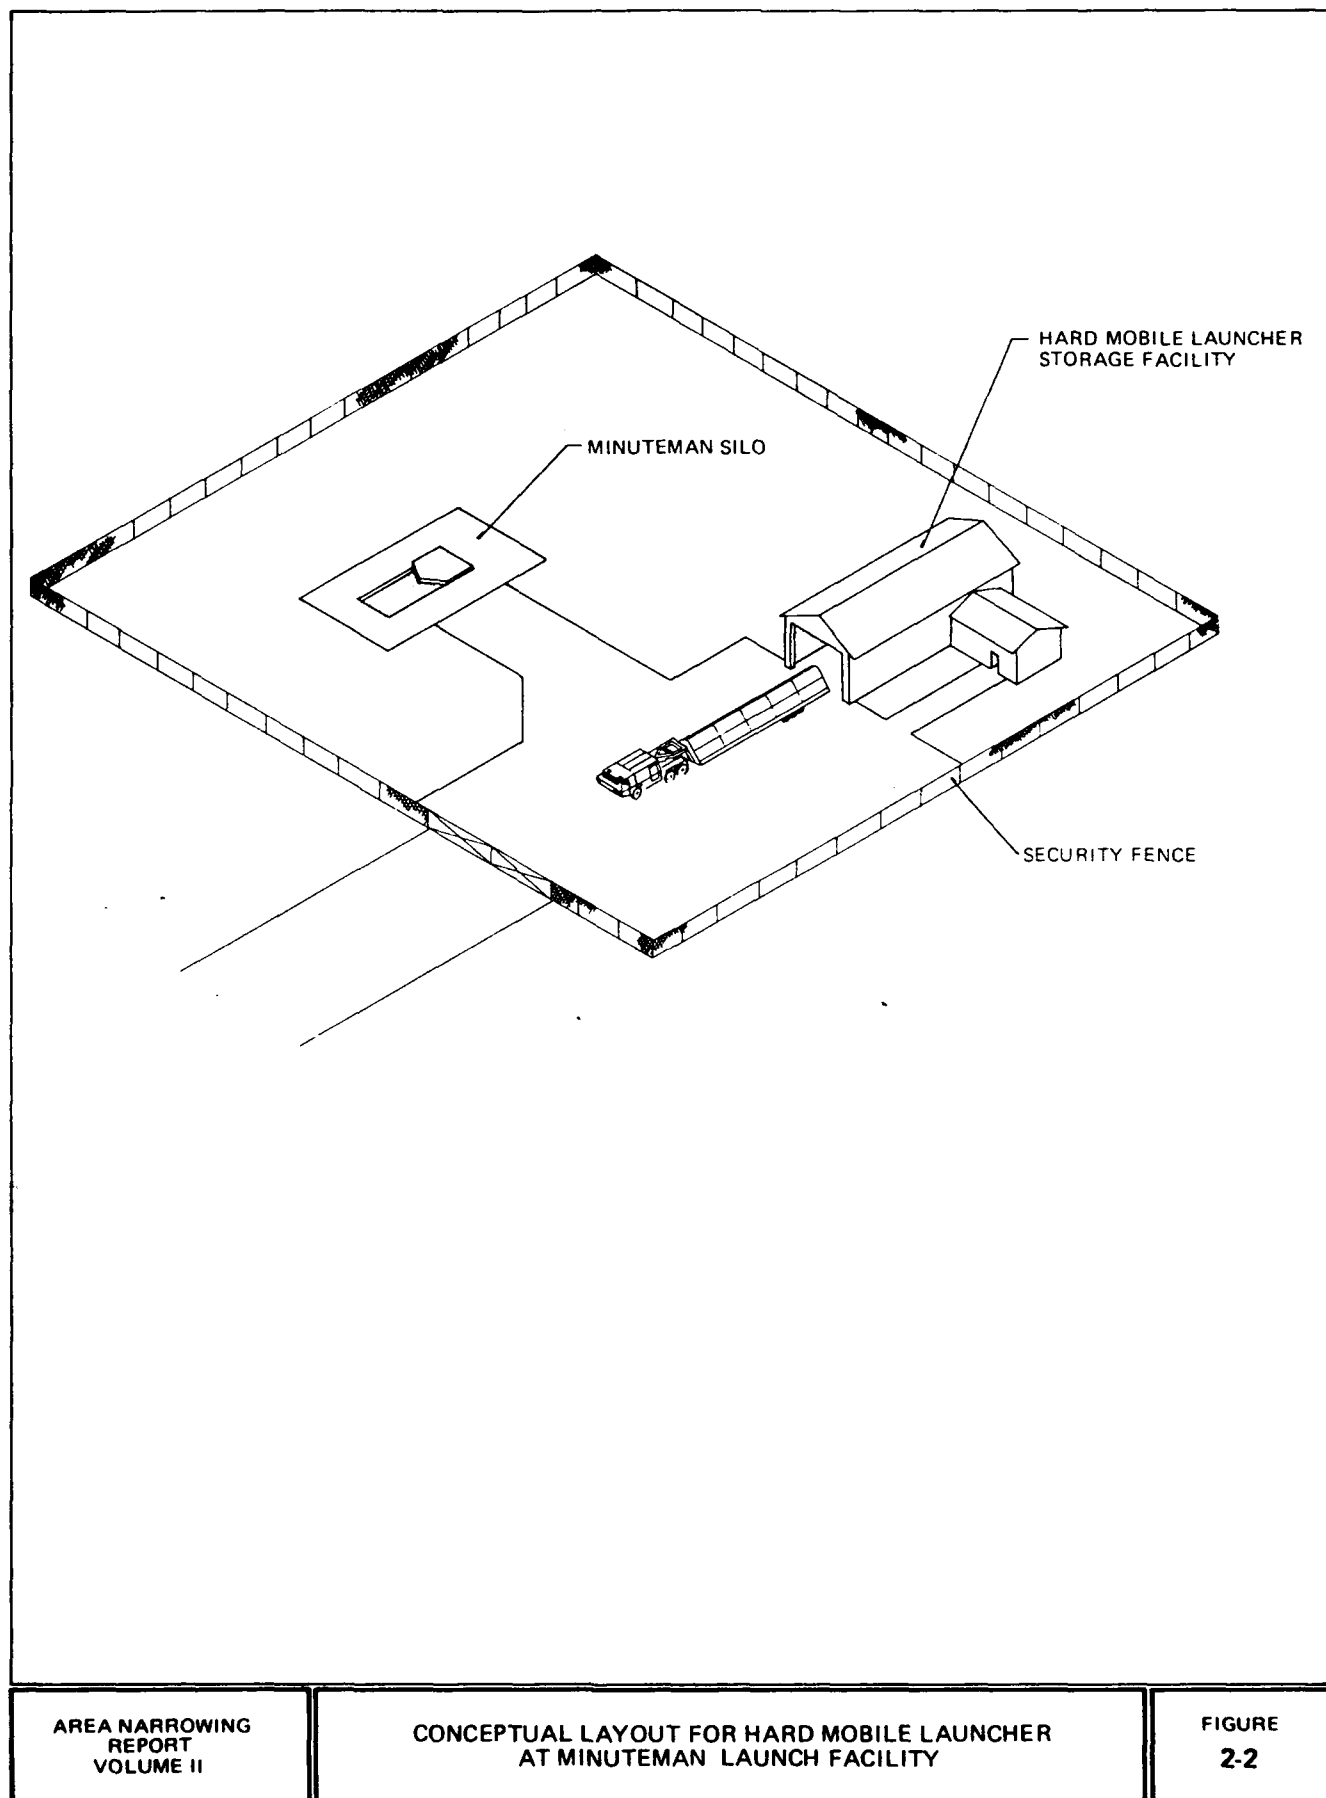 HARD MOBILE LAUNCHER
STORAGE FACILITY
MINUTEMAN SILO
SECURITY FENCE
AREA NARROWING
REPORT
VOLUME II
CONCEPTUAL LAYOUT FOR HARD MOBILE LAUNCHER
AT MINUTEMAN LAUNCH FACILITY
FIGURE
2-2